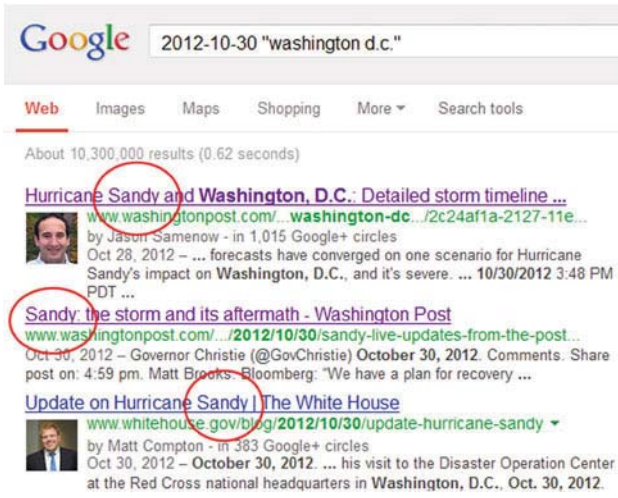 Google 2012-10-30 "washington d.c."
Web Images Maps Shopping More Search tools
About 10,300,000 results (0.62 seconds)
Hurricane Sandy and Washington, D.C.: Detailed storm timeline ...
www.washingtonpost.com/...washington-dc.../2c24af1a-2127-11e...
by Jason Samenow - in 1,015 Google+ circles
Oct 28, 2012 – ... forecasts have converged on one scenario for Hurricane
Sandy's impact on Washington, D.C., and it's severe. ... 10/30/2012 3:48 PM
PDT ...
Sandy: the storm and its aftermath - Washington Post
www.washingtonpost.com/.../2012/10/30/sandy-live-updates-from-the-post...
Oct 30, 2012 – Governor Christie (@GovChristie) October 30, 2012. Comments. Share
post on: 4:59 pm. Matt Brooks. Bloomberg: "We have a plan for recovery ...
Update on Hurricane Sandy | The White House
www.whitehouse.gov/blog/2012/10/30/update-hurricane-sandy
by Matt Compton - in 383 Google+ circles
Oct 30, 2012 – October 30, 2012. ... his visit to the Disaster Operation Center
at the Red Cross national headquarters in Washington, D.C., Oct. 30, 2012.